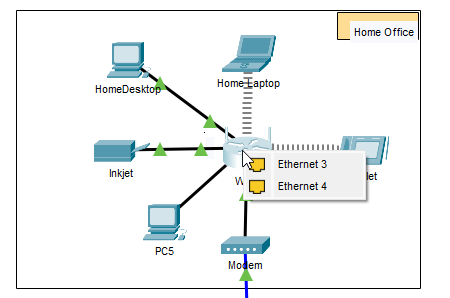 Home Office
Home Laptop
HomeDesktop
Inkjet
Ethernet 3
Ethernet 4
PC5
Modem